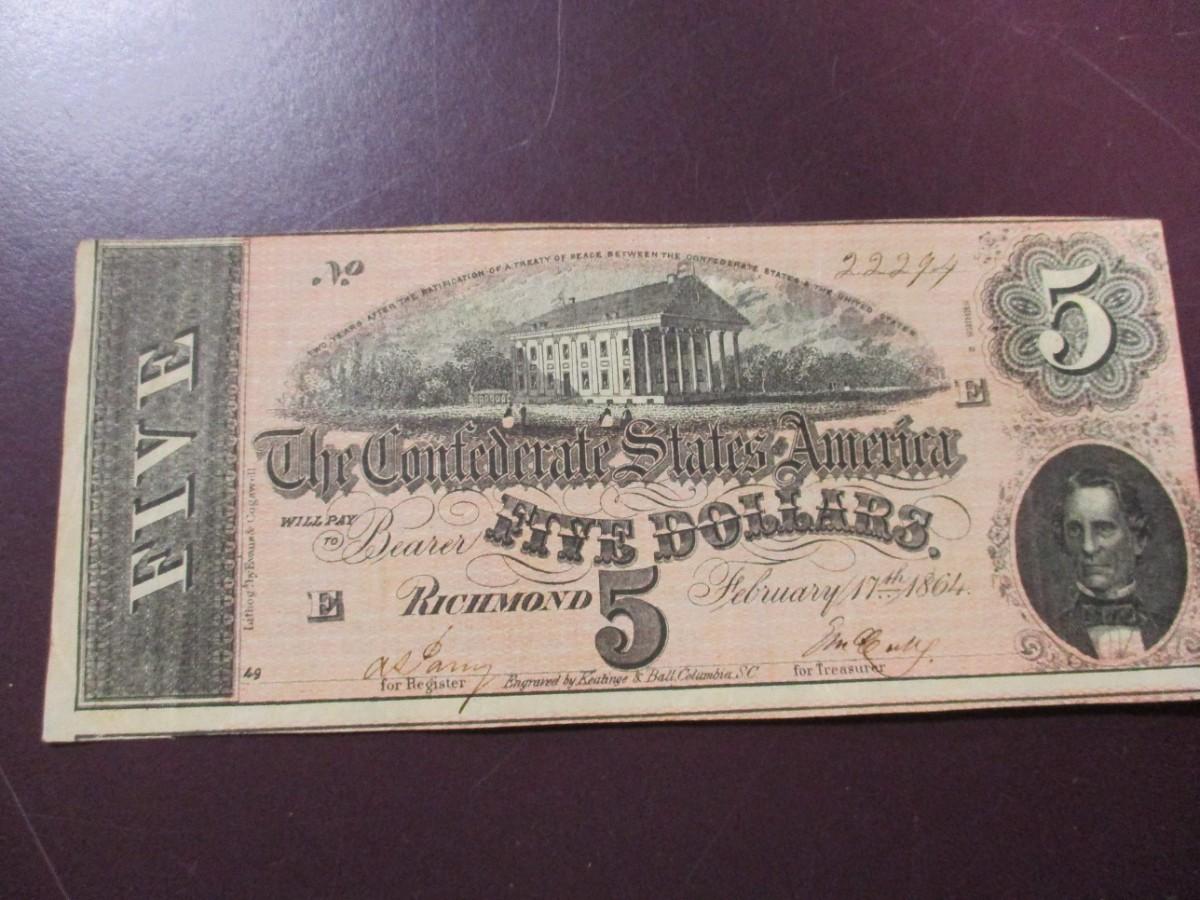 No 22294
TWO YEARS AFTER THE RATIFICATION OF A TREATY OF PEACE BETWEEN THE CONFEDERATE STATES & THE UNITED STATES
5
FIVE
E
The Confederate States America
WILL PAY
TO Bearer FIVE DOLLARS.
E
RICHMOND 5 February 17th 1864.
49
for Register
Engraved by Keatinge & Ball, Columbia, S.C
for Treasurer
Lithog'd by Evans & Cogswell